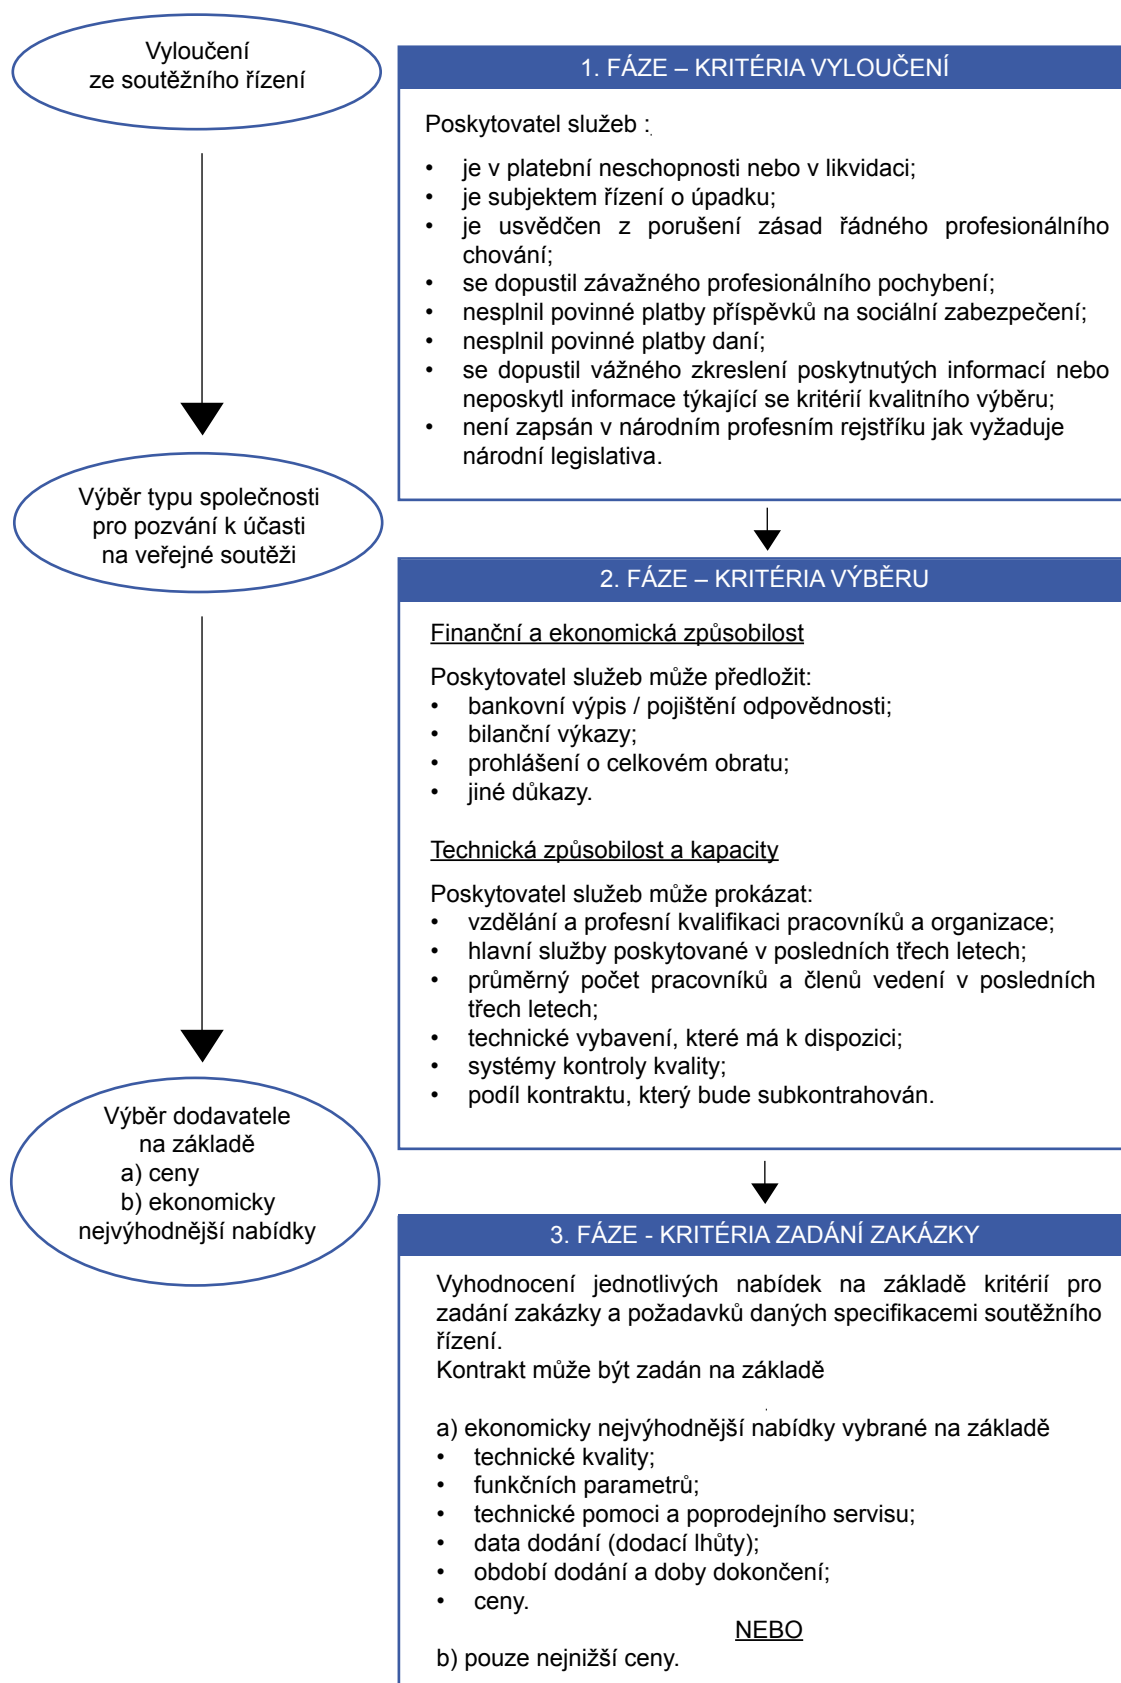 Vyloučení
ze soutěžního řízení
1. FÁZE – KRITÉRIA VYLOUČENÍ
Poskytovatel služeb :
• je v platební neschopnosti nebo v likvidaci;
• je subjektem řízení o úpadku;
• je usvědčen z porušení zásad řádného profesionálního
chování;
• se dopustil závažného profesionálního pochybení;
• nesplnil povinné platby příspěvků na sociální zabezpečení;
• nesplnil povinné platby daní;
• se dopustil vážného zkreslení poskytnutých informací nebo
neposkytl informace týkající se kritérií kvalitního výběru;
• není zapsán v národním profesním rejstříku jak vyžaduje
národní legislativa.
Výběr typu společnosti
pro pozvání k účasti
na veřejné soutěži
2. FÁZE – KRITÉRIA VÝBĚRU
Finanční a ekonomická způsobilost
Poskytovatel služeb může předložit:
• bankovní výpis / pojištění odpovědnosti;
• bilanční výkazy;
• prohlášení o celkovém obratu;
• jiné důkazy.
Technická způsobilost a kapacity
Poskytovatel služeb může prokázat:
• vzdělání a profesní kvalifikaci pracovníků a organizace;
• hlavní služby poskytované v posledních třech letech;
• průměrný počet pracovníků a členů vedení v posledních
třech letech;
• technické vybavení, které má k dispozici;
• systémy kontroly kvality;
• podíl kontraktu, který bude subkontrahován.
Výběr dodavatele
na základě
a) ceny
b) ekonomicky
nejvýhodnější nabídky
3. FÁZE - KRITÉRIA ZADÁNÍ ZAKÁZKY
Vyhodnocení jednotlivých nabídek na základě kritérií pro
zadání zakázky a požadavků daných specifikacemi soutěžního
řízení.
Kontrakt může být zadán na základě
a) ekonomicky nejvýhodnější nabídky vybrané na základě
• technické kvality;
• funkčních parametrů;
• technické pomoci a poprodejního servisu;
• data dodání (dodací lhůty);
• období dodání a doby dokončení;
• ceny.
NEBO
b) pouze nejnižší ceny.